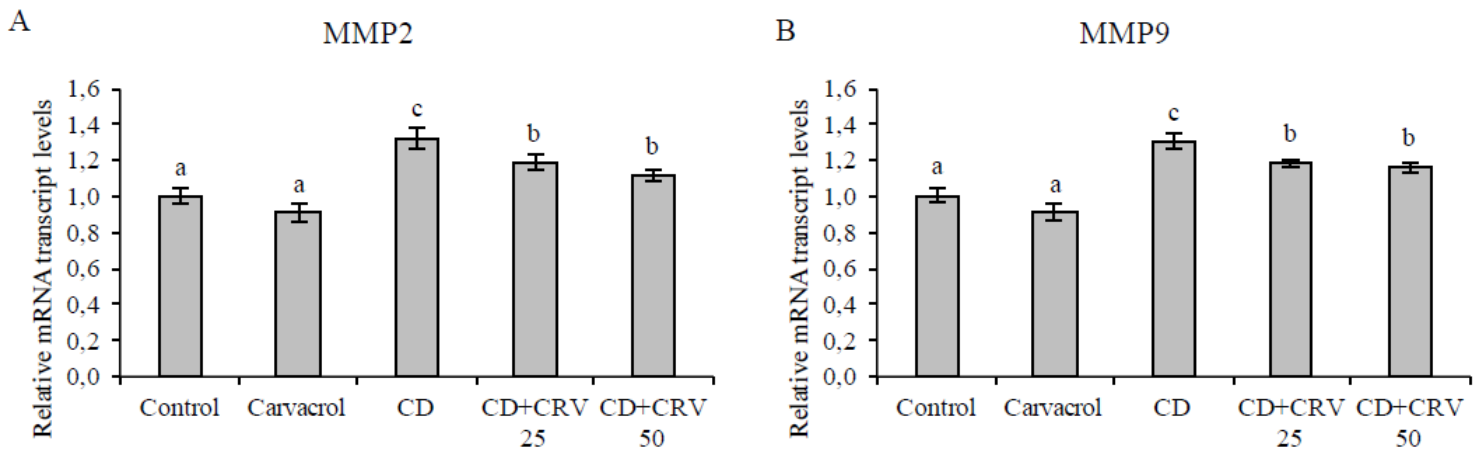 A
MMP2
Relative mRNA transcript levels
1,6
1,4
1,2
1,0
0,8
0,6
0,4
0,2
0,0
a
a
c
b
b
Control
Carvacrol
CD
CD+CRV
25
CD+CRV
50
B
MMP9
Relative mRNA transcript levels
1,6
1,4
1,2
1,0
0,8
0,6
0,4
0,2
0,0
a
a
c
b
b
Control
Carvacrol
CD
CD+CRV
25
CD+CRV
50